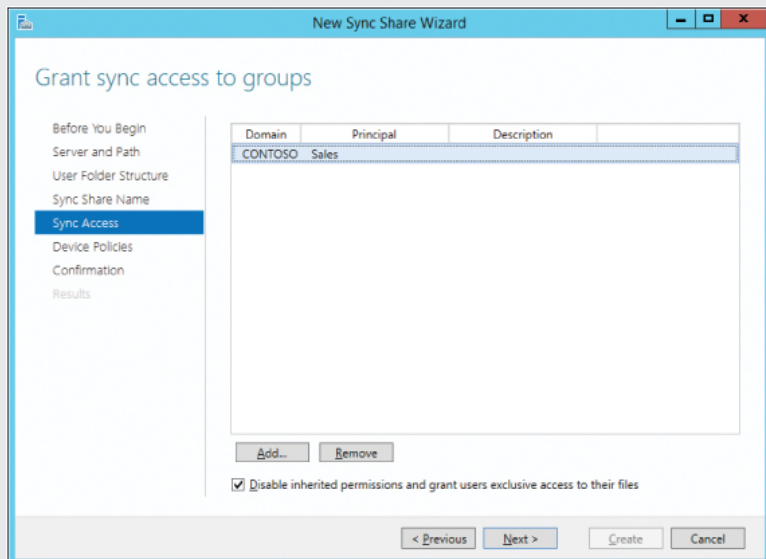 New Sync Share Wizard
Grant sync access to groups
Before You Begin
Server and Path
User Folder Structure
Sync Share Name
Sync Access
Device Policies
Confirmation
Results
Domain Principal Description
CONTOSO Sales
Add... Remove
Disable inherited permissions and grant users exclusive access to their files
< Previous Next > Create Cancel